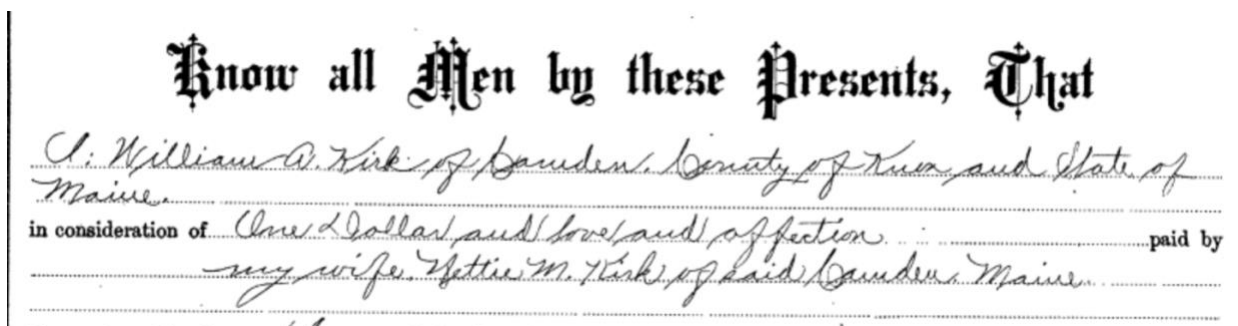 Know all Men by these Presents, That
I, William A. Kirk of Camden, County of Knox and State of
Maine.
in consideration of One Dollar and love and affection paid by
my wife, Nettie M. Kirk of said Camden, Maine.